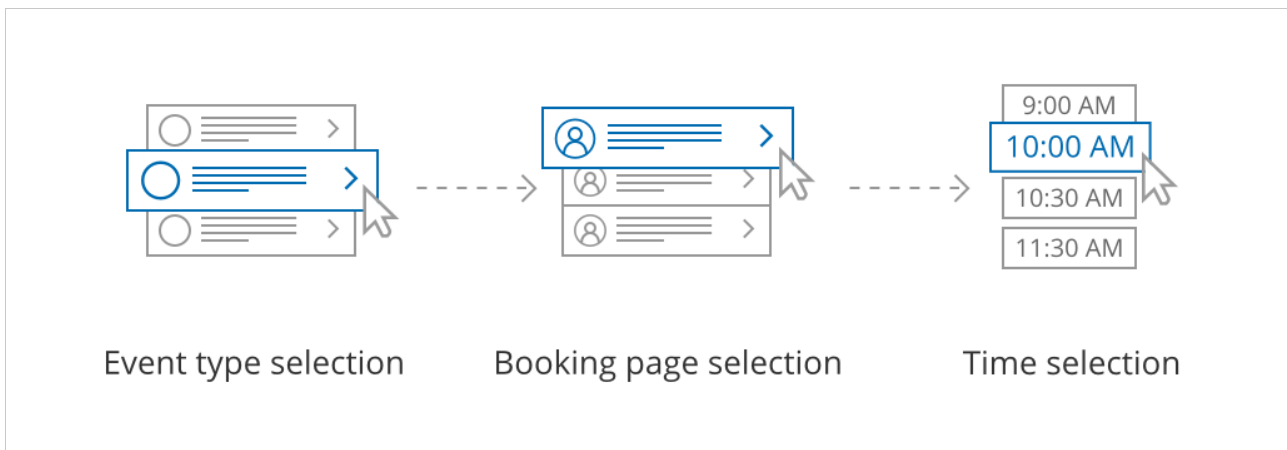 9:00 AM
10:00 AM
10:30 AM
11:30 AM
Event type selection
Booking page selection
Time selection